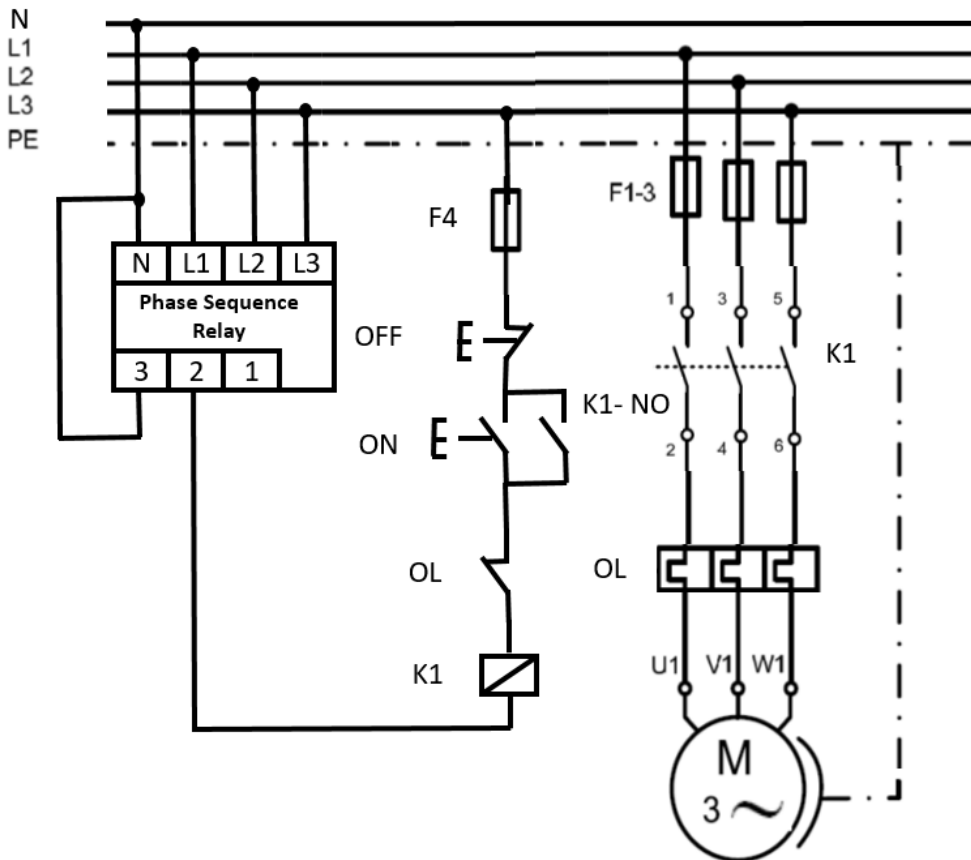 N
L1
L2
L3
PE
F1-3
F4
N L1 L2 L3
Phase Sequence
Relay
3 2 1
OFF
1 3 5
K1
K1- NO
ON
2 4 6
OL
OL
K1
U1 V1 W1
M
3 ~